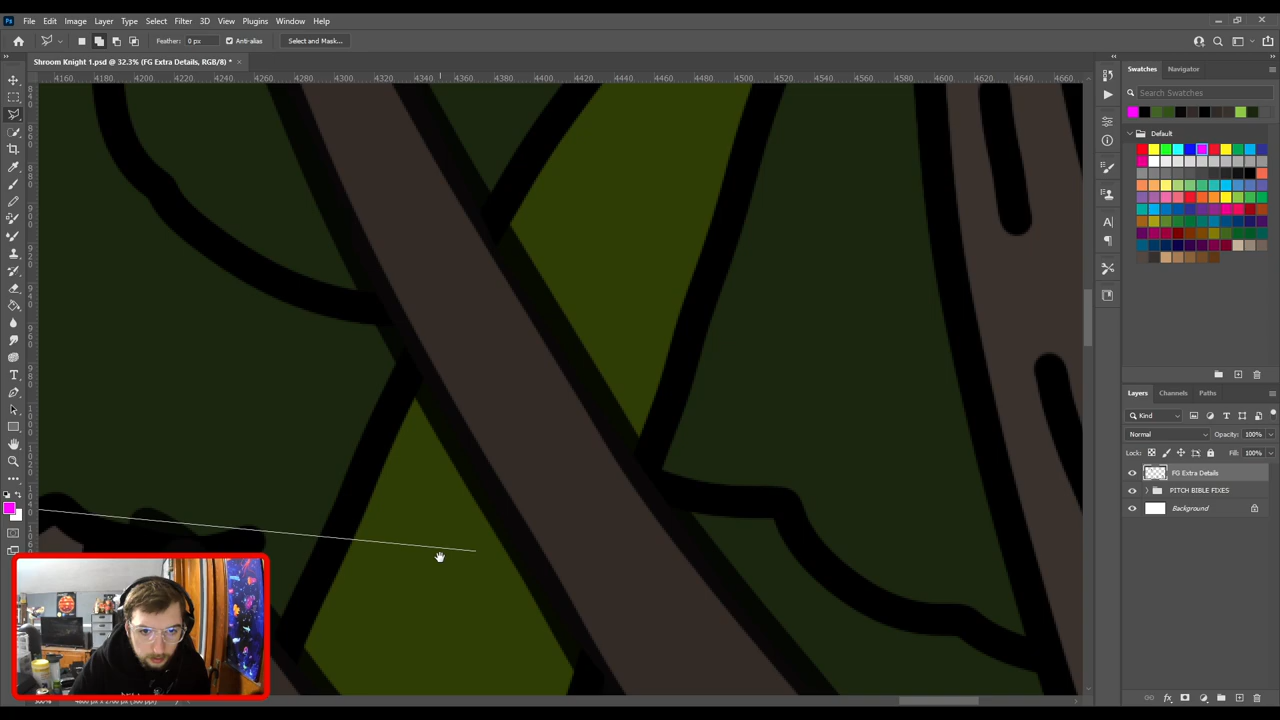 File Edit Image Layer Type Select Filter 3D View Plugins Window Help
Feather: 0 px Anti-alias Select and Mask...
Shroom Knight 1.psd @ 32.3% (FG Extra Details, RGB/8) * ×
4160 4180 4200 4220 4240 4260 4280 4300 4320 4340 4360 4380 4400 4420 4440 4460 4480 4500 4520 4540 4560 4580 4600 4620 4640 4660
Swatches Navigator
Search Swatches
Default
Layers Channels Paths
Kind
Normal Opacity: 100%
Lock: Fill: 100%
FG Extra Details
PITCH BIBLE FIXES
Background